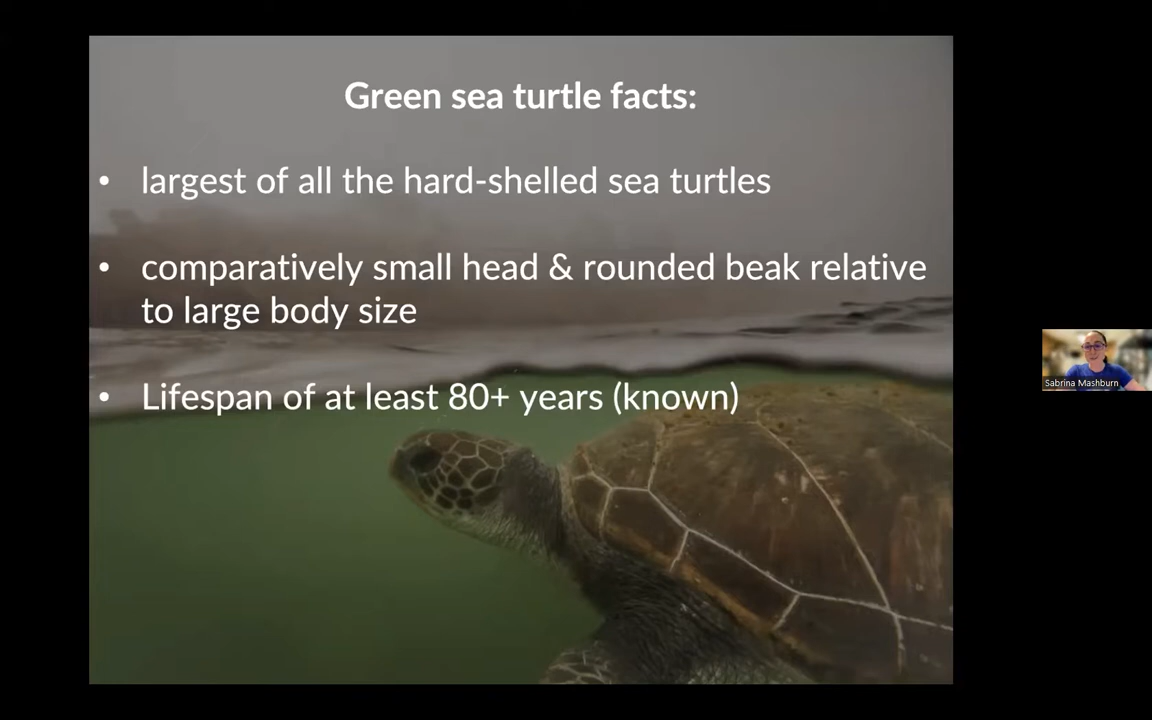 Green sea turtle facts:
• largest of all the hard-shelled sea turtles
• comparatively small head & rounded beak relative
to large body size
• Lifespan of at least 80+ years (known)
Sabrina Mashburn